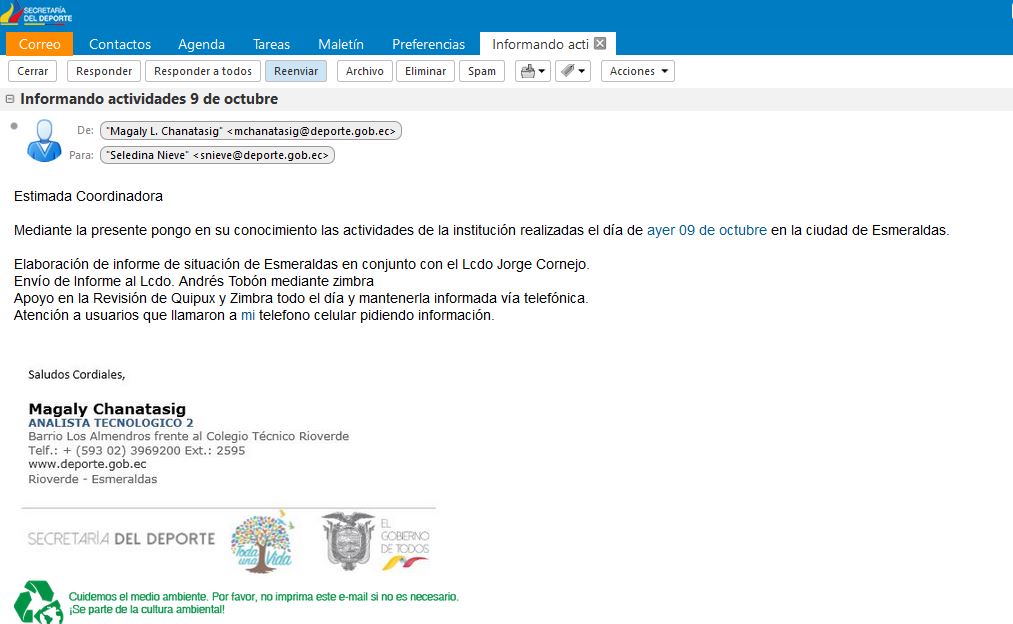 SECRETARÍA
DEL DEPORTE
Correo Contactos Agenda Tareas Maletín Preferencias Informando acti
Cerrar Responder Responder a todos Reenviar Archivo Eliminar Spam Acciones
Informando actividades 9 de octubre
De: "Magaly L. Chanatasig" <mchanatasig@deporte.gob.ec>
Para: "Seledina Nieve" <snieve@deporte.gob.ec>
Estimada Coordinadora
Mediante la presente pongo en su conocimiento las actividades de la institución realizadas el día de ayer 09 de octubre en la ciudad de Esmeraldas.
Elaboración de informe de situación de Esmeraldas en conjunto con el Lcdo Jorge Cornejo.
Envío de Informe al Lcdo. Andrés Tobón mediante zimbra
Apoyo en la Revisión de Quipux y Zimbra todo el día y mantenerla informada vía telefónica.
Atención a usuarios que llamaron a mi telefono celular pidiendo información.
Saludos Cordiales,
Magaly Chanatasig
ANALISTA TECNOLOGICO 2
Barrio Los Almendros frente al Colegio Técnico Rioverde
Telf.: + (593 02) 3969200 Ext.: 2595
www.deporte.gob.ec
Rioverde - Esmeraldas
SECRETARÍA DEL DEPORTE
Toda
una Vida
EL
GOBIERNO
DE TODOS
Cuidemos el medio ambiente. Por favor, no imprima este e-mail si no es necesario.
¡Se parte de la cultura ambiental!